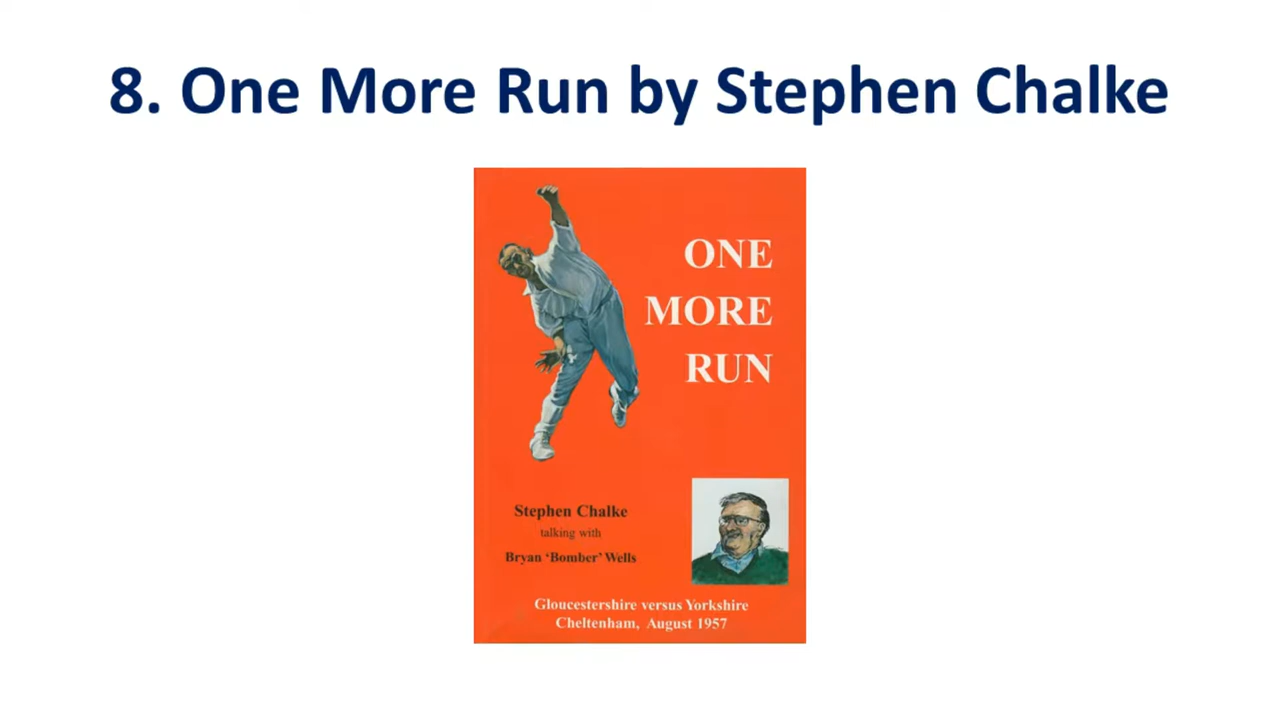 8. One More Run by Stephen Chalke
ONE
MORE
RUN
Stephen Chalke
talking with
Bryan ‘Bomber’ Wells
Gloucestershire versus Yorkshire
Cheltenham, August 1957